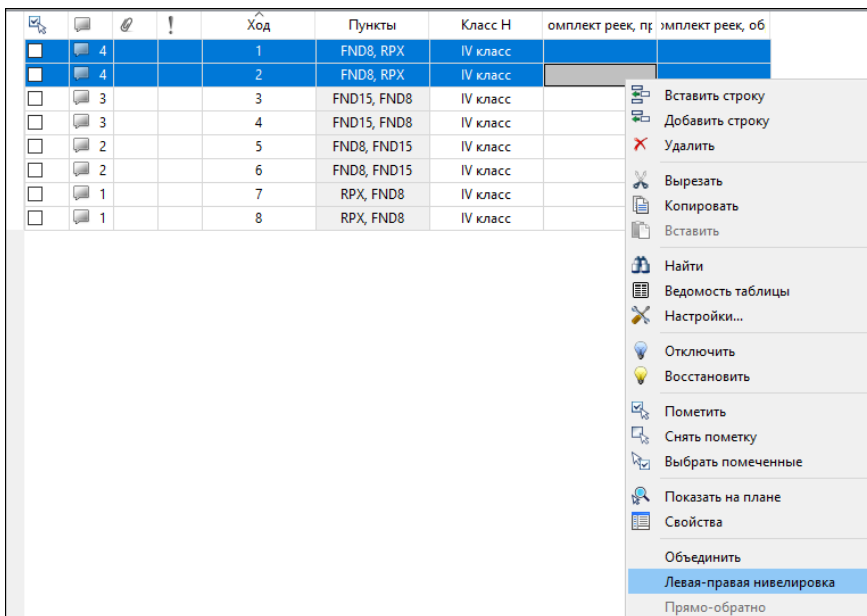 ! Ход Пункты Класс Н омплект реек, пр омплект реек, об
4 1 FND8, RPX IV класс
4 2 FND8, RPX IV класс
3 3 FND15, FND8 IV класс
3 4 FND15, FND8 IV класс
2 5 FND8, FND15 IV класс
2 6 FND8, FND15 IV класс
1 7 RPX, FND8 IV класс
1 8 RPX, FND8 IV класс
Вставить строку
Добавить строку
Удалить
Вырезать
Копировать
Вставить
Найти
Ведомость таблицы
Настройки...
Отключить
Восстановить
Пометить
Снять пометку
Выбрать помеченные
Показать на плане
Свойства
Объединить
Левая-правая нивелировка
Прямо-обратно